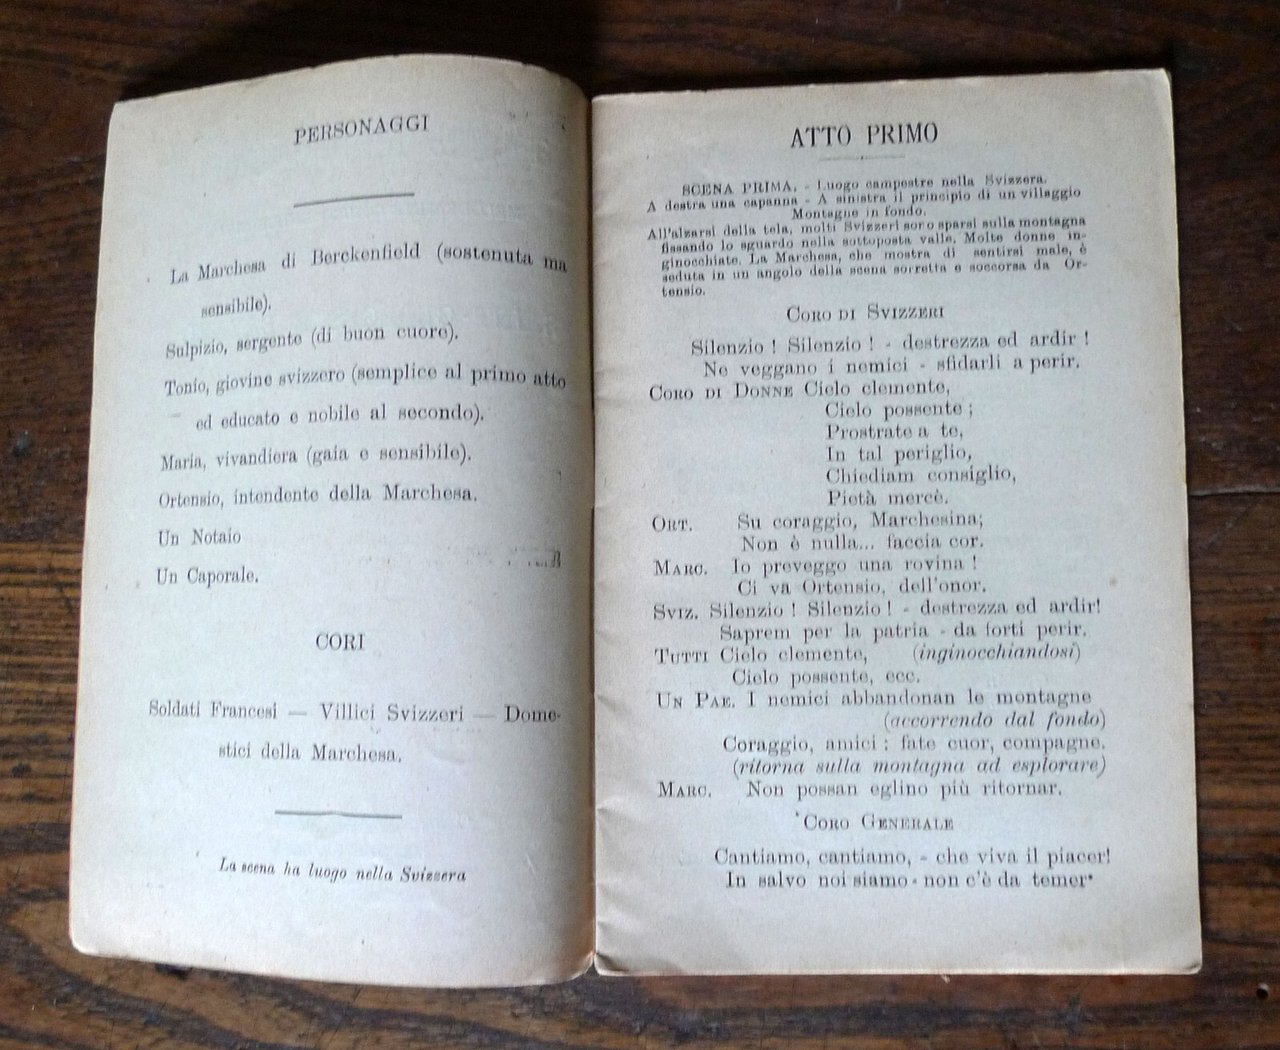 PERSONAGGI
La Marchesa di Berckenfield (sostenuta ma
sensibile).
Sulpizio, sergente (di buon cuore).
Tonio, giovine svizzero (semplice al primo atto
ed educato e nobile al secondo).
Maria, vivandiera (gaia e sensibile).
Ortensio, intendente della Marchesa.
Un Notaio
Un Caporale.
CORI
Soldati Francesi — Villici Svizzeri — Dome-
stici della Marchesa.
La scena ha luogo nella Svizzera
ATTO PRIMO
SCENA PRIMA. - Luogo campestre nella Svizzera.
A destra una capanna - A sinistra il principio di un villaggio
Montagne in fondo.
All'alzarsi della tela, molti Svizzeri sono sparsi sulla montagna
fissando lo sguardo nella sottoposta valle. Molte donne in-
ginocchiate. La Marchesa, che mostra di sentirsi male, è
seduta in un angolo della scena sorretta e soccorsa da Or-
tensio.
CORO DI SVIZZERI
Silenzio ! Silenzio ! - destrezza ed ardir !
Ne veggano i nemici - sfidarli a perir.
CORO DI DONNE Cielo clemente,
Cielo possente ;
Prostrate a te,
In tal periglio,
Chiediam consiglio,
Pietà mercè.
ORT. Su coraggio, Marchesina;
Non è nulla... faccia cor.
MARC. Io preveggo una rovina !
Ci va Ortensio, dell'onor.
SVIZ. Silenzio ! Silenzio ! - destrezza ed ardir!
Saprem per la patria - da forti perir.
TUTTI Cielo clemente, (inginocchiandosi)
Cielo possente, ecc.
UN PAE. I nemici abbandonan le montagne
(accorrendo dal fondo)
Coraggio, amici : fate cuor, compagne.
(ritorna sulla montagna ad esplorare)
MARC. Non possan eglino più ritornar.
CORO GENERALE
Cantiamo, cantiamo, - che viva il piacer!
In salvo noi siamo - non c'è da temer